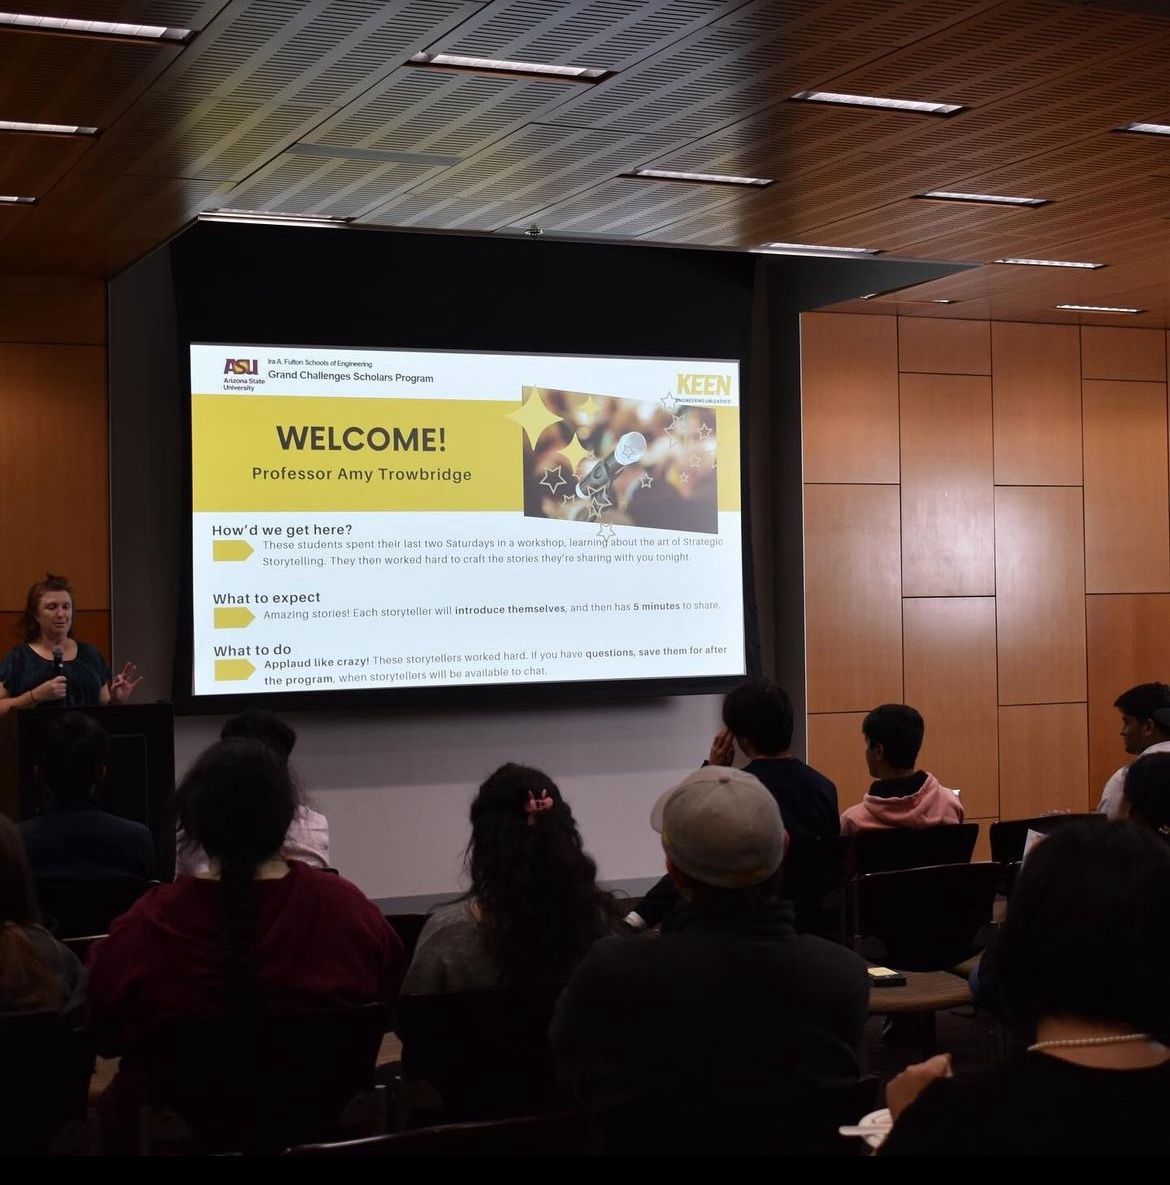 ASU
Arizona State
University
Ira A. Fulton Schools of Engineering
Grand Challenges Scholars Program
KEEN
ENGINEERING UNLEASHED
WELCOME!
Professor Amy Trowbridge
How'd we get here?
These students spent their last two Saturdays in a workshop, learning about the art of Strategic
Storytelling. They then worked hard to craft the stories they're sharing with you tonight.
What to expect
Amazing stories! Each storyteller will introduce themselves, and then has 5 minutes to share.
What to do
Applaud like crazy! These storytellers worked hard. If you have questions, save them for after
the program, when storytellers will be available to chat.